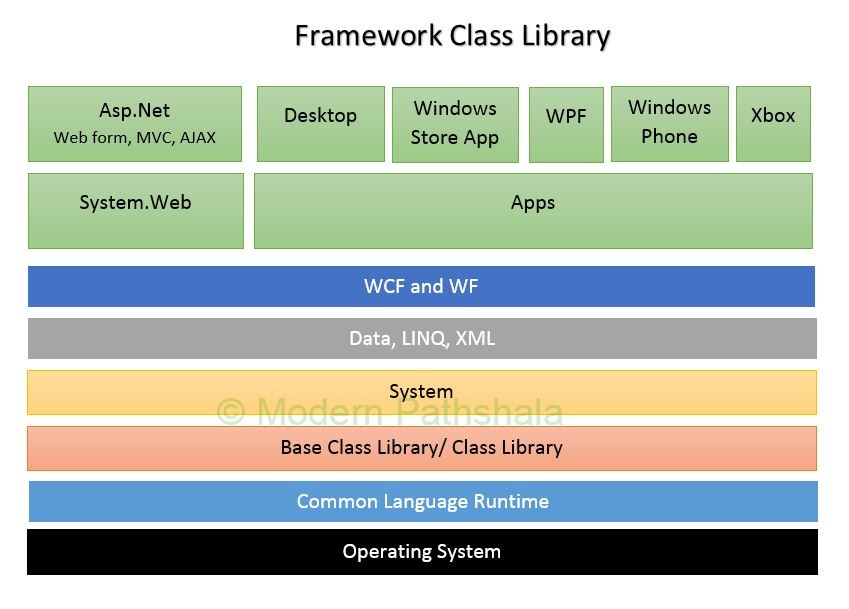 Framework Class Library
Asp.Net
Web form, MVC, AJAX
Desktop
Windows
Store App
WPF
Windows
Phone
Xbox
System.Web
Apps
WCF and WF
Data, LINQ, XML
System
© Modern Pathshala
Base Class Library/ Class Library
Common Language Runtime
Operating System